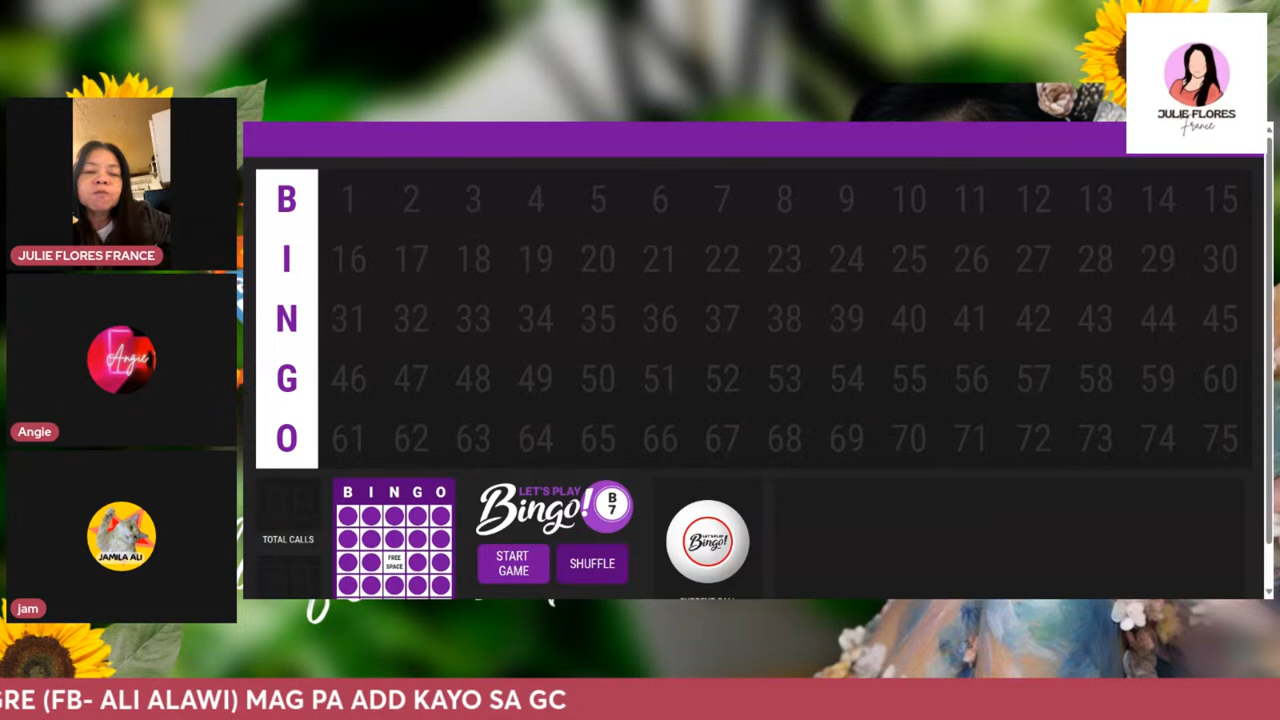 JULIE FLORES
France
JULIE FLORES FRANCE
Angie
Angie
JAMILA ALI
jam
B 1 2 3 4 5 6 7 8 9 10 11 12 13 14 15
I 16 17 18 19 20 21 22 23 24 25 26 27 28 29 30
N 31 32 33 34 35 36 37 38 39 40 41 42 43 44 45
G 46 47 48 49 50 51 52 53 54 55 56 57 58 59 60
O 61 62 63 64 65 66 67 68 69 70 71 72 73 74 75
TOTAL CALLS
B I N G O
FREE
SPACE
LET'S PLAY
Bingo!
B
7
START
GAME
SHUFFLE
LET'S PLAY
Bingo!
(FB- ALI ALAWI) MAG PA ADD KAYO SA GC